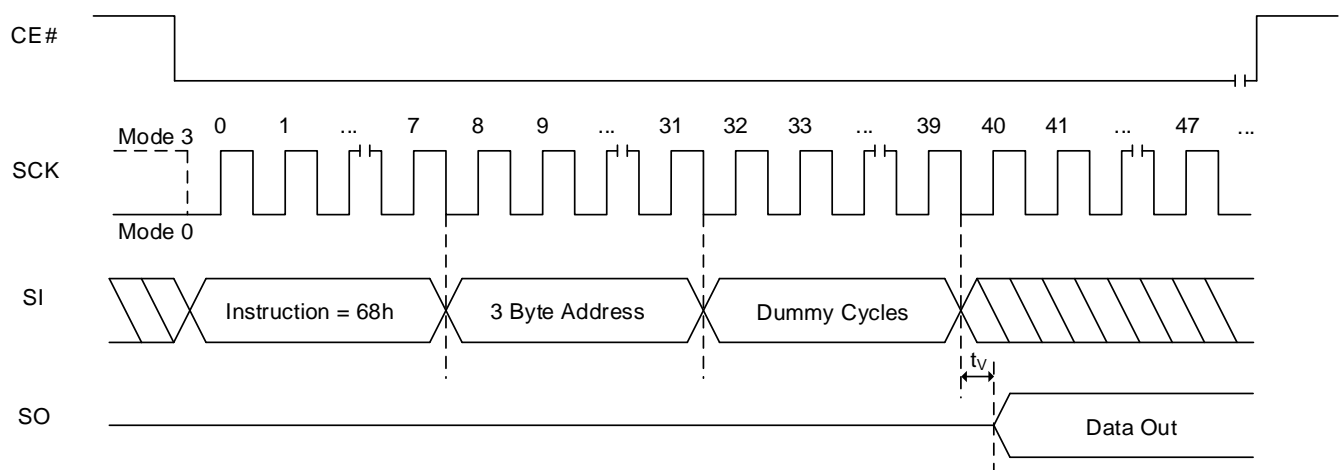 CE#
Mode 3 0 1 ... 7 8 9 ... 31 32 33 ... 39 40 41 ... 47 ...
SCK
Mode 0
SI Instruction = 68h 3 Byte Address Dummy Cycles
tV
SO Data Out